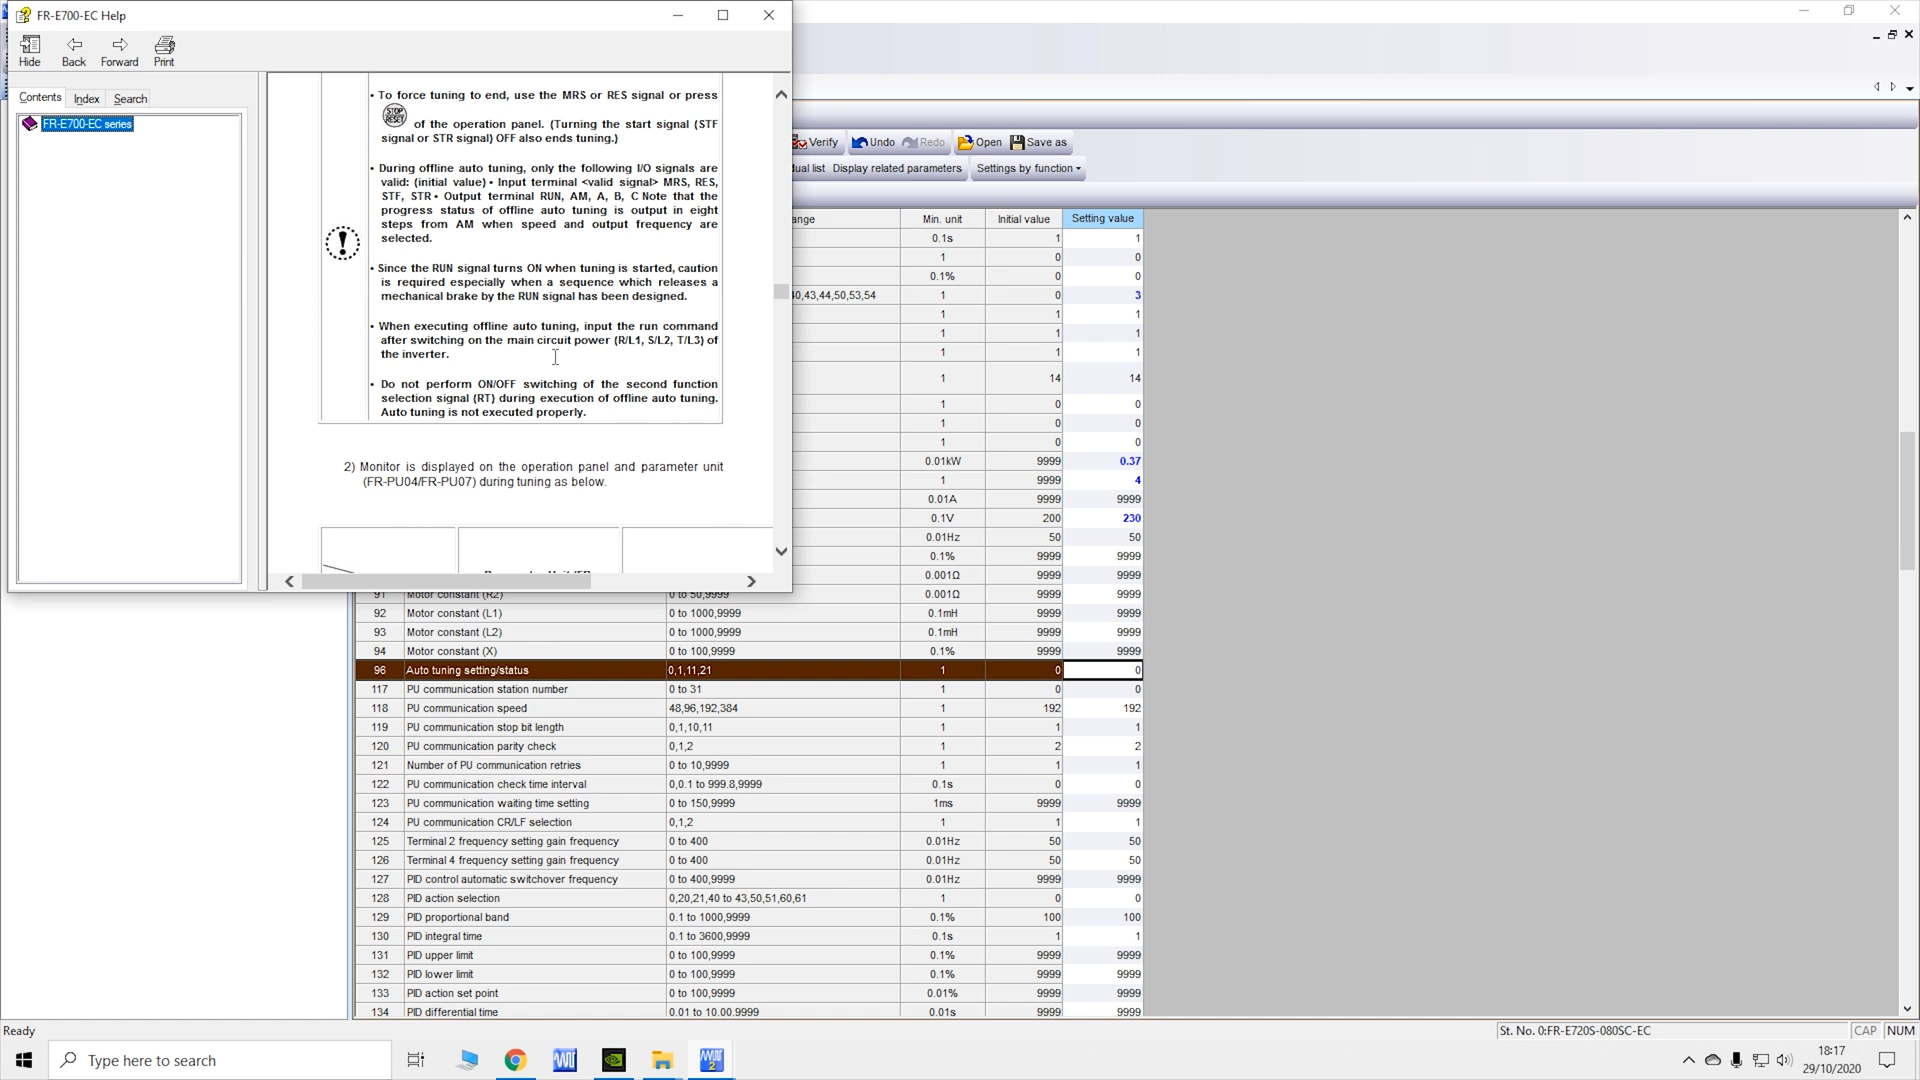 FR-E700-EC Help
Hide Back Forward Print
Contents Index Search
FR-E700-EC series
• To force tuning to end, use the MRS or RES signal or press
STOP RESET of the operation panel. (Turning the start signal (STF
signal or STR signal) OFF also ends tuning.)
• During offline auto tuning, only the following I/O signals are
valid: (initial value) • Input terminal <valid signal> MRS, RES,
STF, STR • Output terminal RUN, AM, A, B, C Note that the
progress status of offline auto tuning is output in eight
steps from AM when speed and output frequency are
selected.
• Since the RUN signal turns ON when tuning is started, caution
is required especially when a sequence which releases a
mechanical brake by the RUN signal has been designed.
• When executing offline auto tuning, input the run command
after switching on the main circuit power (R/L1, S/L2, T/L3) of
the inverter.
• Do not perform ON/OFF switching of the second function
selection signal (RT) during execution of offline auto tuning.
Auto tuning is not executed properly.
2) Monitor is displayed on the operation panel and parameter unit
(FR-PU04/FR-PU07) during tuning as below.
Verify Undo Redo Open Save as
Display related parameters Settings by function
Min. unit Initial value Setting value
0.1s 1 1
1 0 0
0.1% 0 0
40,43,44,50,53,54 1 0 3
1 1 1
1 1 1
1 1 1
1 14 14
1 0 0
1 0 0
1 0 0
0.01kW 9999 0.37
1 9999 4
0.01A 9999 9999
0.1V 200 230
0.01Hz 50 50
0.1% 9999 9999
0.001Ω 9999 9999
91 Motor constant (R2) 0 to 50,9999 0.001Ω 9999 9999
92 Motor constant (L1) 0 to 1000,9999 0.1mH 9999 9999
93 Motor constant (L2) 0 to 1000,9999 0.1mH 9999 9999
94 Motor constant (X) 0 to 100,9999 0.1% 9999 9999
96 Auto tuning setting/status 0,1,11,21 1 0 0
117 PU communication station number 0 to 31 1 0 0
118 PU communication speed 48,96,192,384 1 192 192
119 PU communication stop bit length 0,1,10,11 1 1 1
120 PU communication parity check 0,1,2 1 2 2
121 Number of PU communication retries 0 to 10,9999 1 1 1
122 PU communication check time interval 0,0.1 to 999.8,9999 0.1s 0 0
123 PU communication waiting time setting 0 to 150,9999 1ms 9999 9999
124 PU communication CR/LF selection 0,1,2 1 1 1
125 Terminal 2 frequency setting gain frequency 0 to 400 0.01Hz 50 50
126 Terminal 4 frequency setting gain frequency 0 to 400 0.01Hz 50 50
127 PID control automatic switchover frequency 0 to 400,9999 0.01Hz 9999 9999
128 PID action selection 0,20,21,40 to 43,50,51,60,61 1 0 0
129 PID proportional band 0.1 to 1000,9999 0.1% 100 100
130 PID integral time 0.1 to 3600,9999 0.1s 1 1
131 PID upper limit 0 to 100,9999 0.1% 9999 9999
132 PID lower limit 0 to 100,9999 0.1% 9999 9999
133 PID action set point 0 to 100,9999 0.01% 9999 9999
134 PID differential time 0.01 to 10.00,9999 0.01s 9999 9999
Ready St. No. 0:FR-E720S-080SC-EC CAP NUM
Type here to search
18:17
29/10/2020